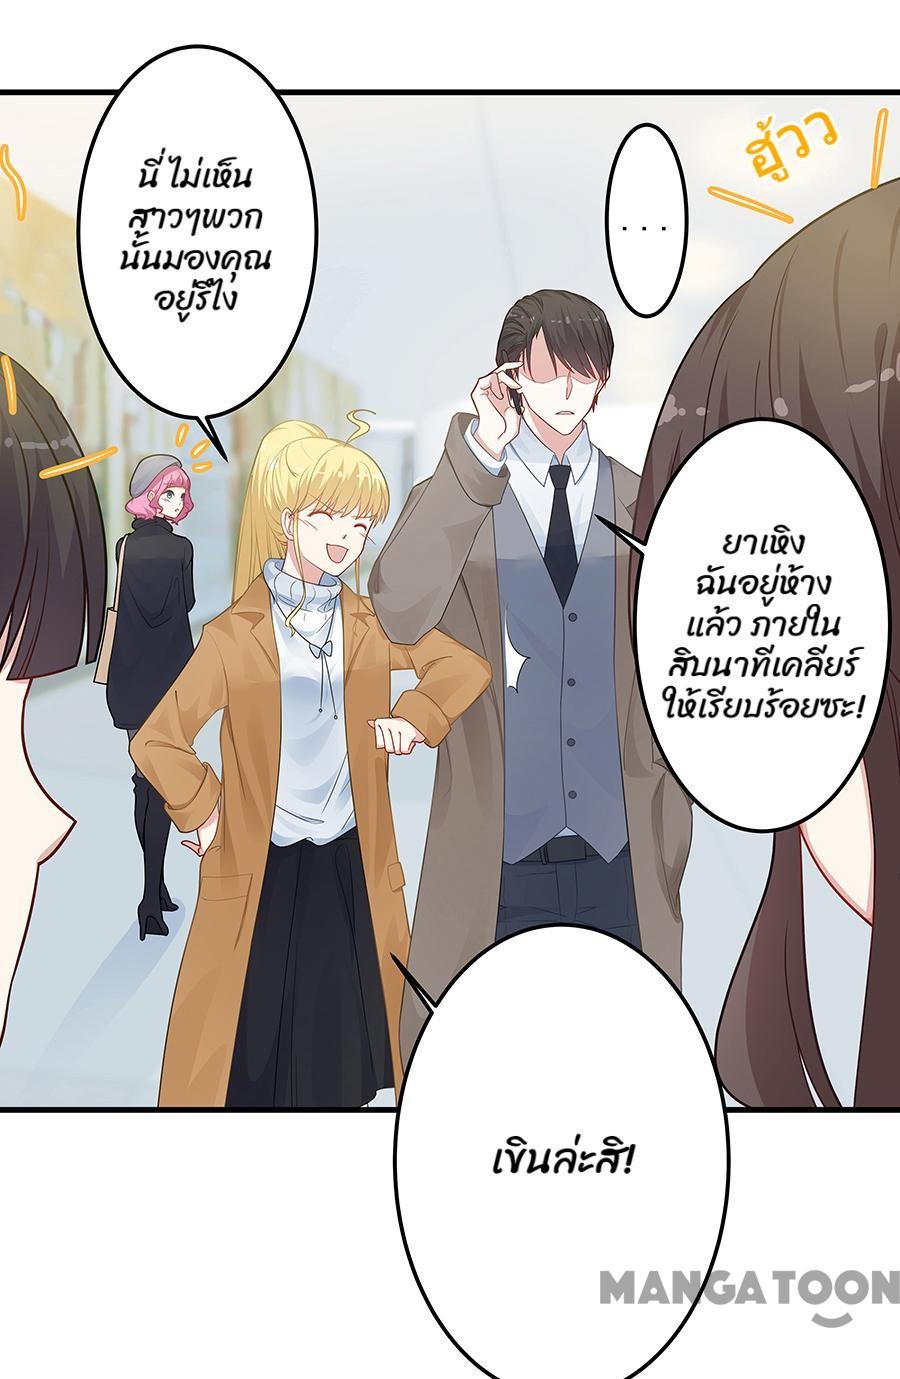 ฮู้วว
นี่ ไม่เห็น
สาวๆพวก
นั้นมองคุณ
อยู่รึไง
. . .
ยาเหิง
ฉันอยู่ห้าง
แล้ว ภายใน
สิบนาทีเคลียร์
ให้เรียบร้อยซะ!
เขินล่ะสิ!
MANGATOON